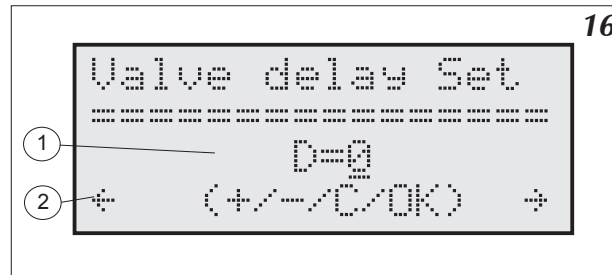 16
Valve delay Set
================
1
D=0
2
← (+/-/C/OK) →